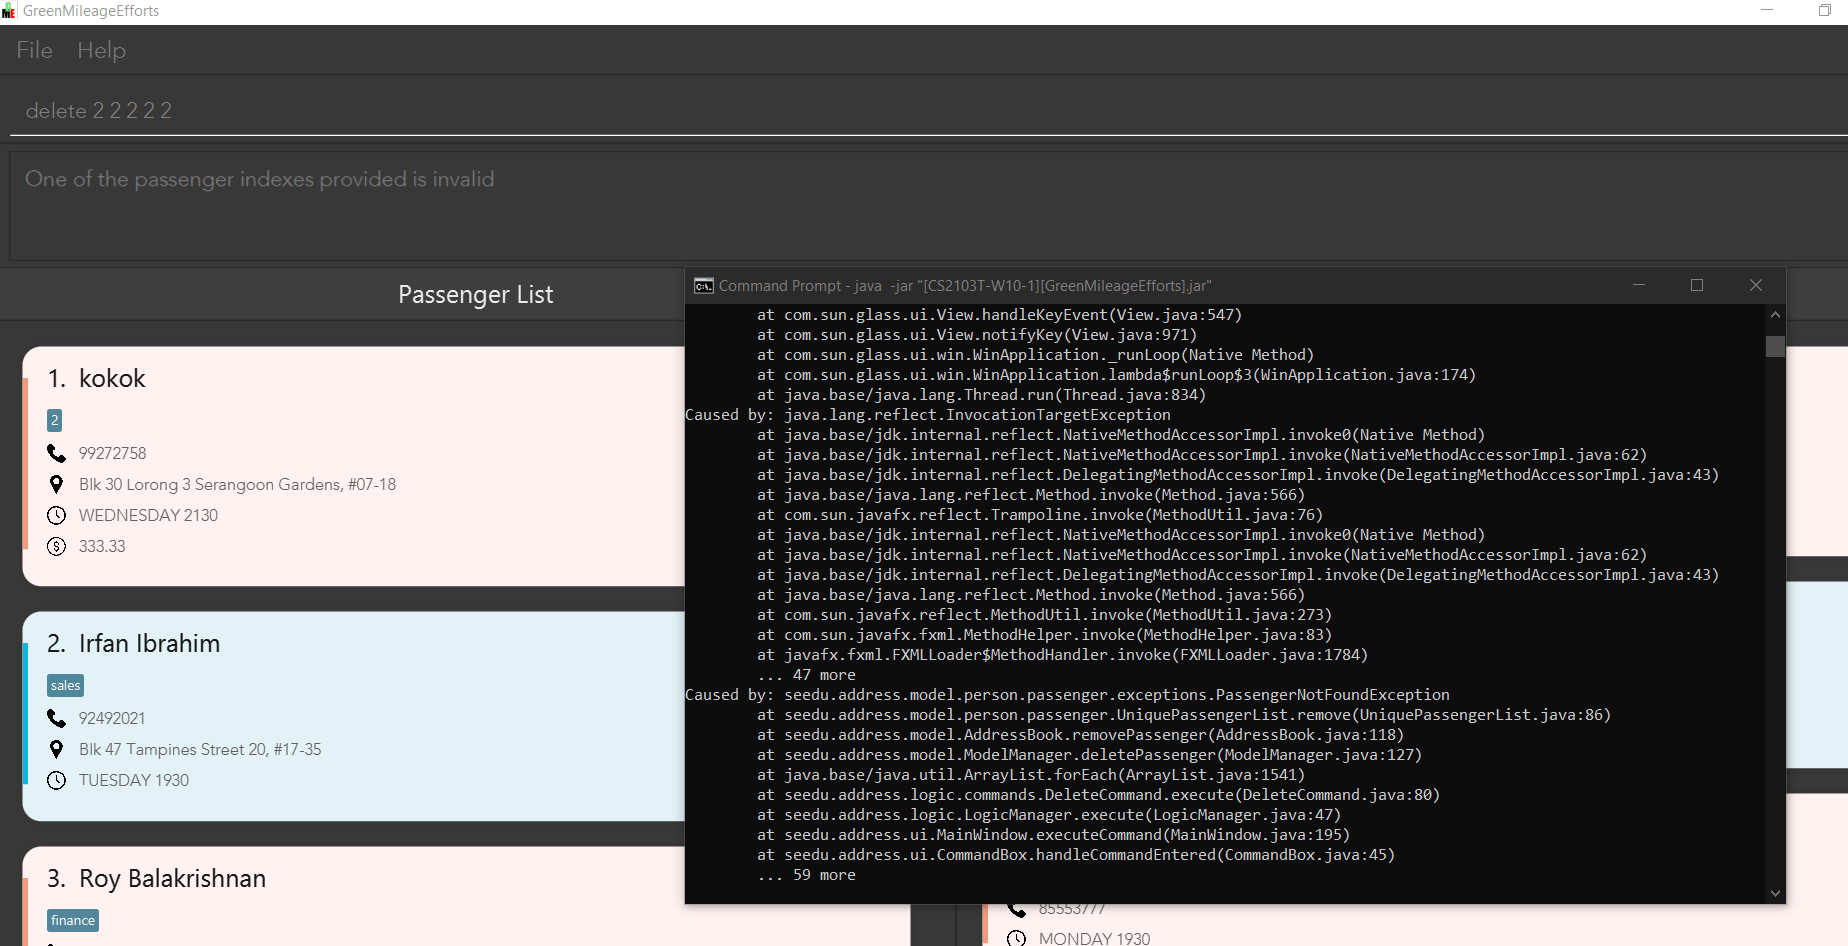 GreenMileageEfforts
File Help
delete 2 2 2 2 2
One of the passenger indexes provided is invalid
Passenger List
1. kokok
2
99272758
Blk 30 Lorong 3 Serangoon Gardens, #07-18
WEDNESDAY 2130
333.33
2. Irfan Ibrahim
sales
92492021
Blk 47 Tampines Street 20, #17-35
TUESDAY 1930
3. Roy Balakrishnan
finance
Command Prompt - java -jar "[CS2103T-W10-1][GreenMileageEfforts].jar"
at com.sun.glass.ui.View.handleKeyEvent(View.java:547)
at com.sun.glass.ui.View.notifyKey(View.java:971)
at com.sun.glass.ui.win.WinApplication._runLoop(Native Method)
at com.sun.glass.ui.win.WinApplication.lambda$runLoop$3(WinApplication.java:174)
at java.base/java.lang.Thread.run(Thread.java:834)
Caused by: java.lang.reflect.InvocationTargetException
at java.base/jdk.internal.reflect.NativeMethodAccessorImpl.invoke0(Native Method)
at java.base/jdk.internal.reflect.NativeMethodAccessorImpl.invoke(NativeMethodAccessorImpl.java:62)
at java.base/jdk.internal.reflect.DelegatingMethodAccessorImpl.invoke(DelegatingMethodAccessorImpl.java:43)
at java.base/java.lang.reflect.Method.invoke(Method.java:566)
at com.sun.javafx.reflect.Trampoline.invoke(MethodUtil.java:76)
at java.base/jdk.internal.reflect.NativeMethodAccessorImpl.invoke0(Native Method)
at java.base/jdk.internal.reflect.NativeMethodAccessorImpl.invoke(NativeMethodAccessorImpl.java:62)
at java.base/jdk.internal.reflect.DelegatingMethodAccessorImpl.invoke(DelegatingMethodAccessorImpl.java:43)
at java.base/java.lang.reflect.Method.invoke(Method.java:566)
at com.sun.javafx.reflect.MethodUtil.invoke(MethodUtil.java:273)
at com.sun.javafx.fxml.MethodHelper.invoke(MethodHelper.java:83)
at javafx.fxml.FXMLLoader$MethodHandler.invoke(FXMLLoader.java:1784)
... 47 more
Caused by: seedu.address.model.person.passenger.exceptions.PassengerNotFoundException
at seedu.address.model.person.passenger.UniquePassengerList.remove(UniquePassengerList.java:86)
at seedu.address.model.AddressBook.removePassenger(AddressBook.java:118)
at seedu.address.model.ModelManager.deletePassenger(ModelManager.java:127)
at java.base/java.util.ArrayList.forEach(ArrayList.java:1541)
at seedu.address.logic.commands.DeleteCommand.execute(DeleteCommand.java:80)
at seedu.address.logic.LogicManager.execute(LogicManager.java:47)
at seedu.address.ui.MainWindow.executeCommand(MainWindow.java:195)
at seedu.address.ui.CommandBox.handleCommandEntered(CommandBox.java:45)
... 59 more
85553777
MONDAY 1930